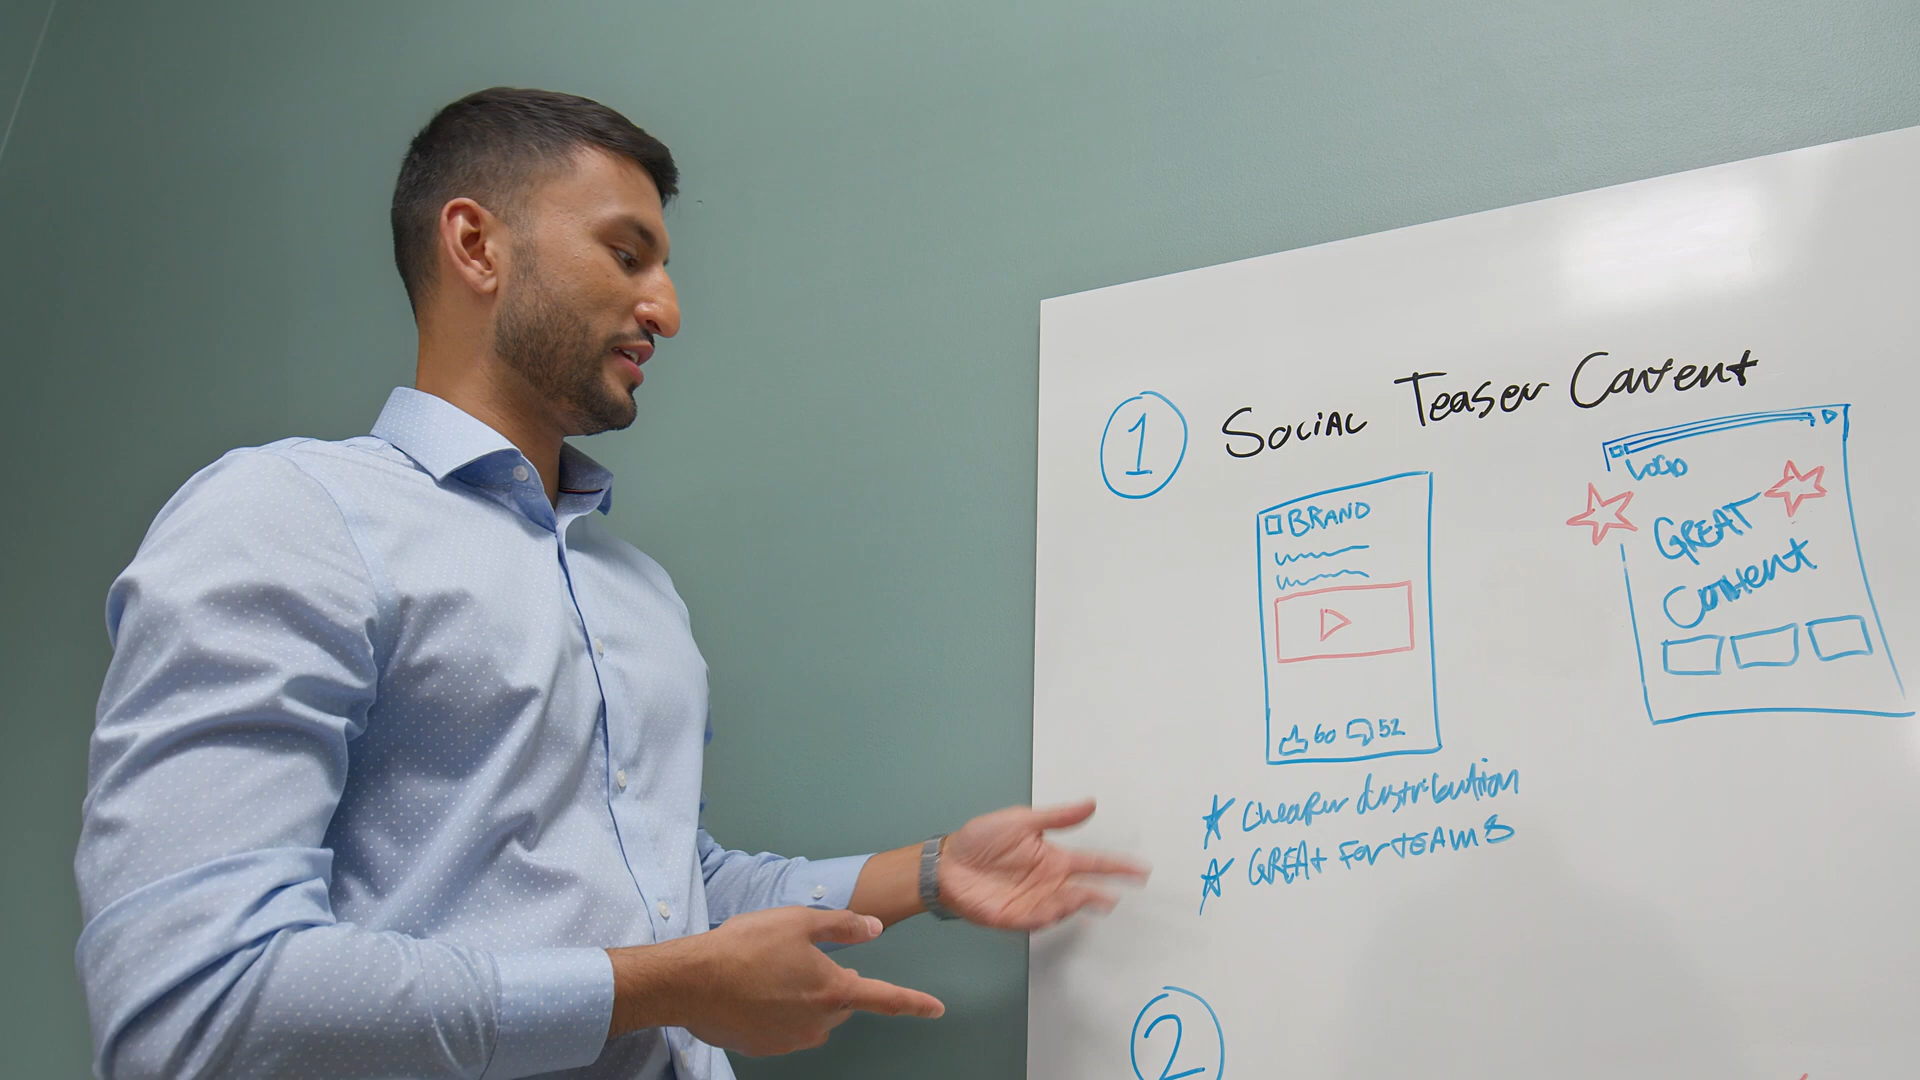 1 Social Teaser Content
BRAND
60 52
★ Cheaper distribution
★ GREAt For tEAMS
LOGO
GREAT
Content
2